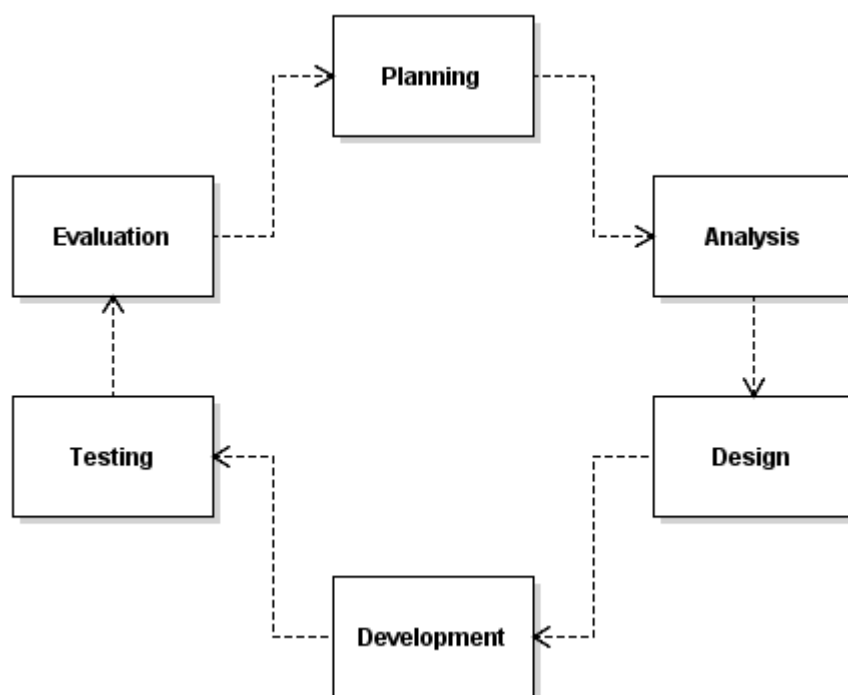 Planning
Evaluation
Analysis
Testing
Design
Development